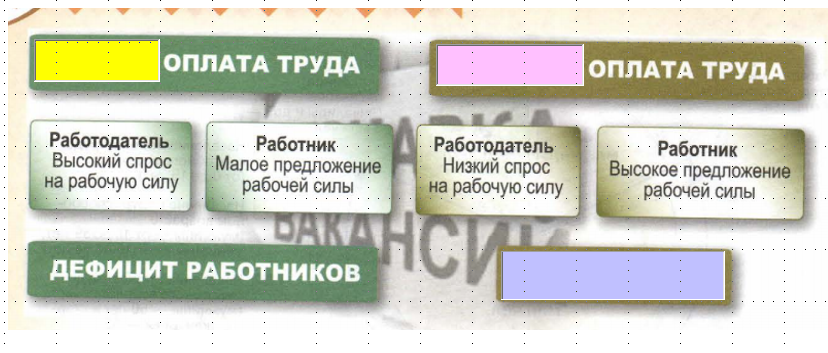 ОПЛАТА ТРУДА
ОПЛАТА ТРУДА
Работодатель
Высокий спрос
на рабочую силу
Работник
Малое предложение
рабочей силы
Работодатель
Низкий спрос
на рабочую силу
Работник
Высокое предложение
рабочей силы
ВАКАНСИЙ
ДЕФИЦИТ РАБОТНИКОВ